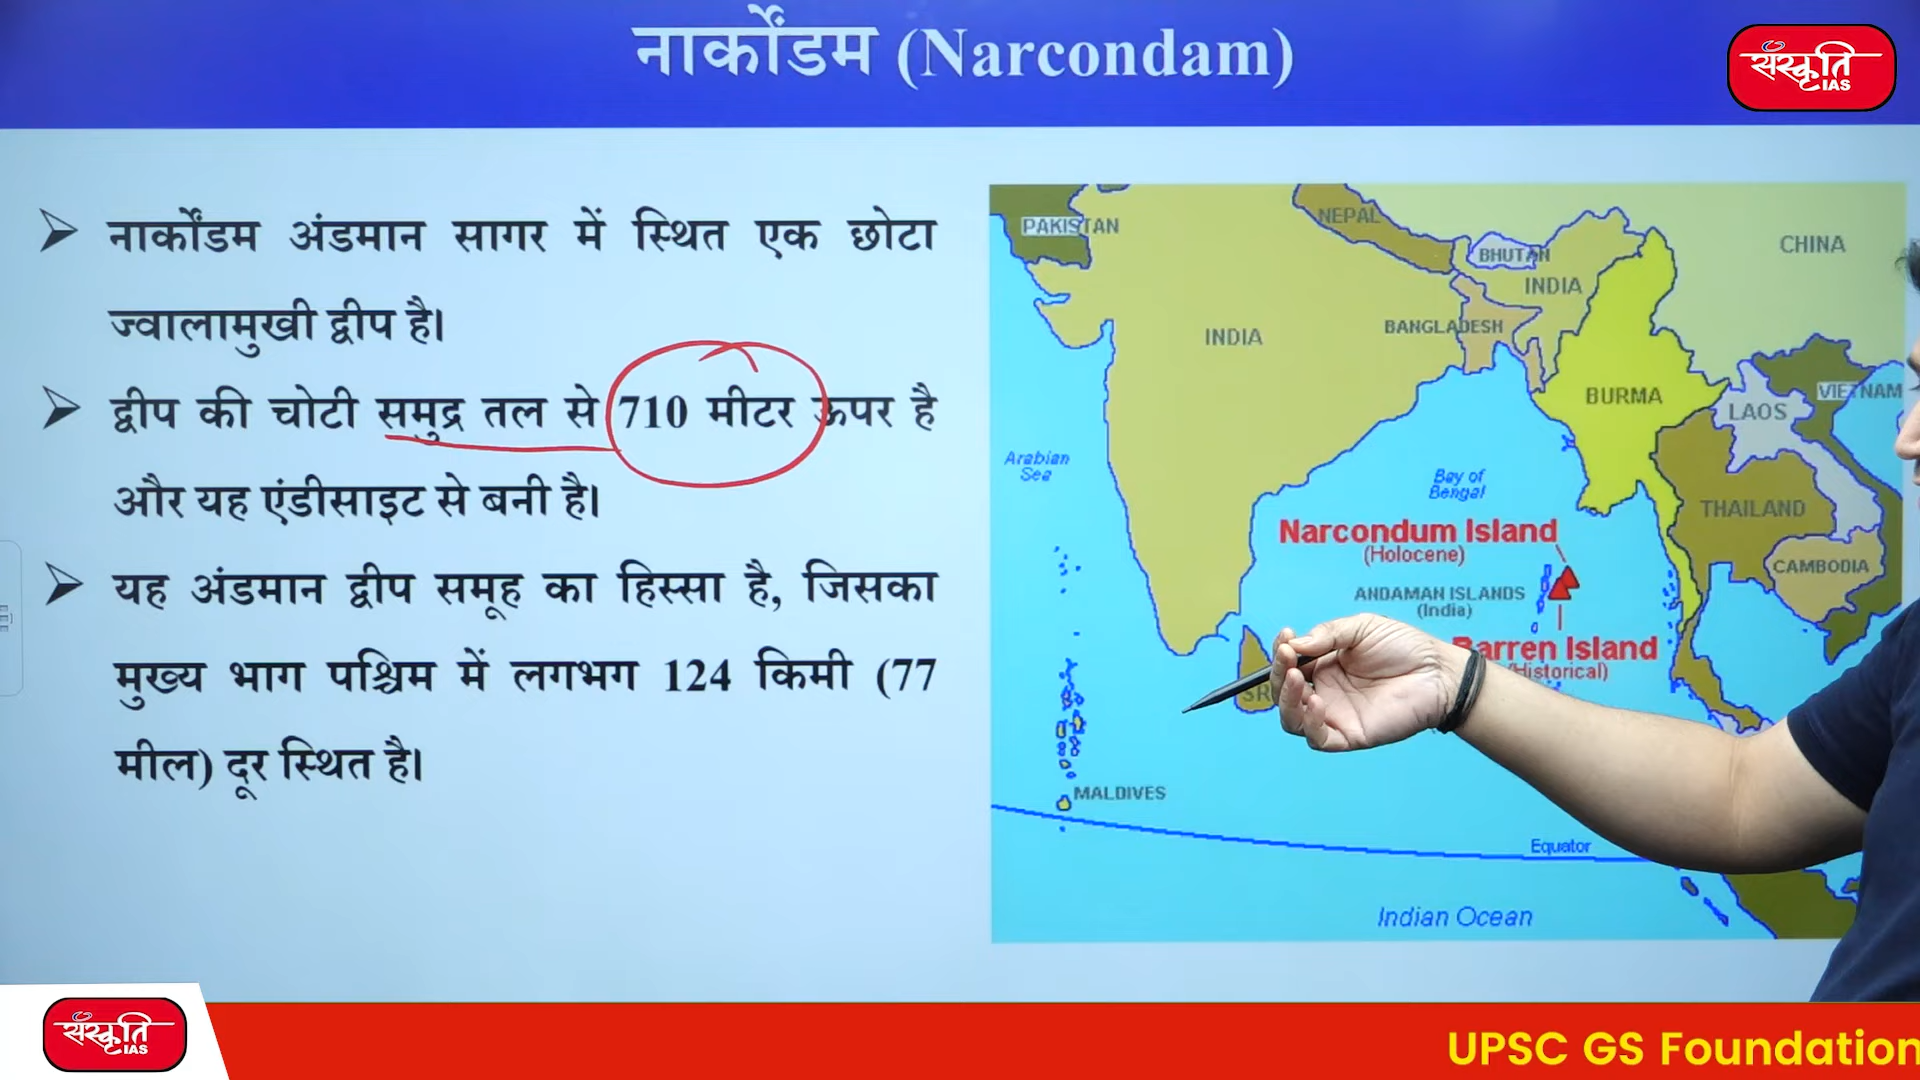 नार्कोंडम (Narcondam)
संस्कृति
IAS
नार्कोंडम अंडमान सागर में स्थित एक छोटा
ज्वालामुखी द्वीप है।
द्वीप की चोटी समुद्र तल से 710 मीटर ऊपर है
और यह एंडीसाइट से बनी है।
यह अंडमान द्वीप समूह का हिस्सा है, जिसका
मुख्य भाग पश्चिम में लगभग 124 किमी (77
मील) दूर स्थित है।
PAKISTAN
NEPAL
BHUTAN
CHINA
INDIA
INDIA
BANGLADESH
BURMA
VIETNAM
LAOS
Arabian
Sea
Bay of
Bengal
THAILAND
Narcondum Island
(Holocene)
CAMBODIA
ANDAMAN ISLANDS
(India)
Barren Island
(Historical)
SRI
MALDIVES
Equator
Indian Ocean
संस्कृति
IAS
UPSC GS Foundation